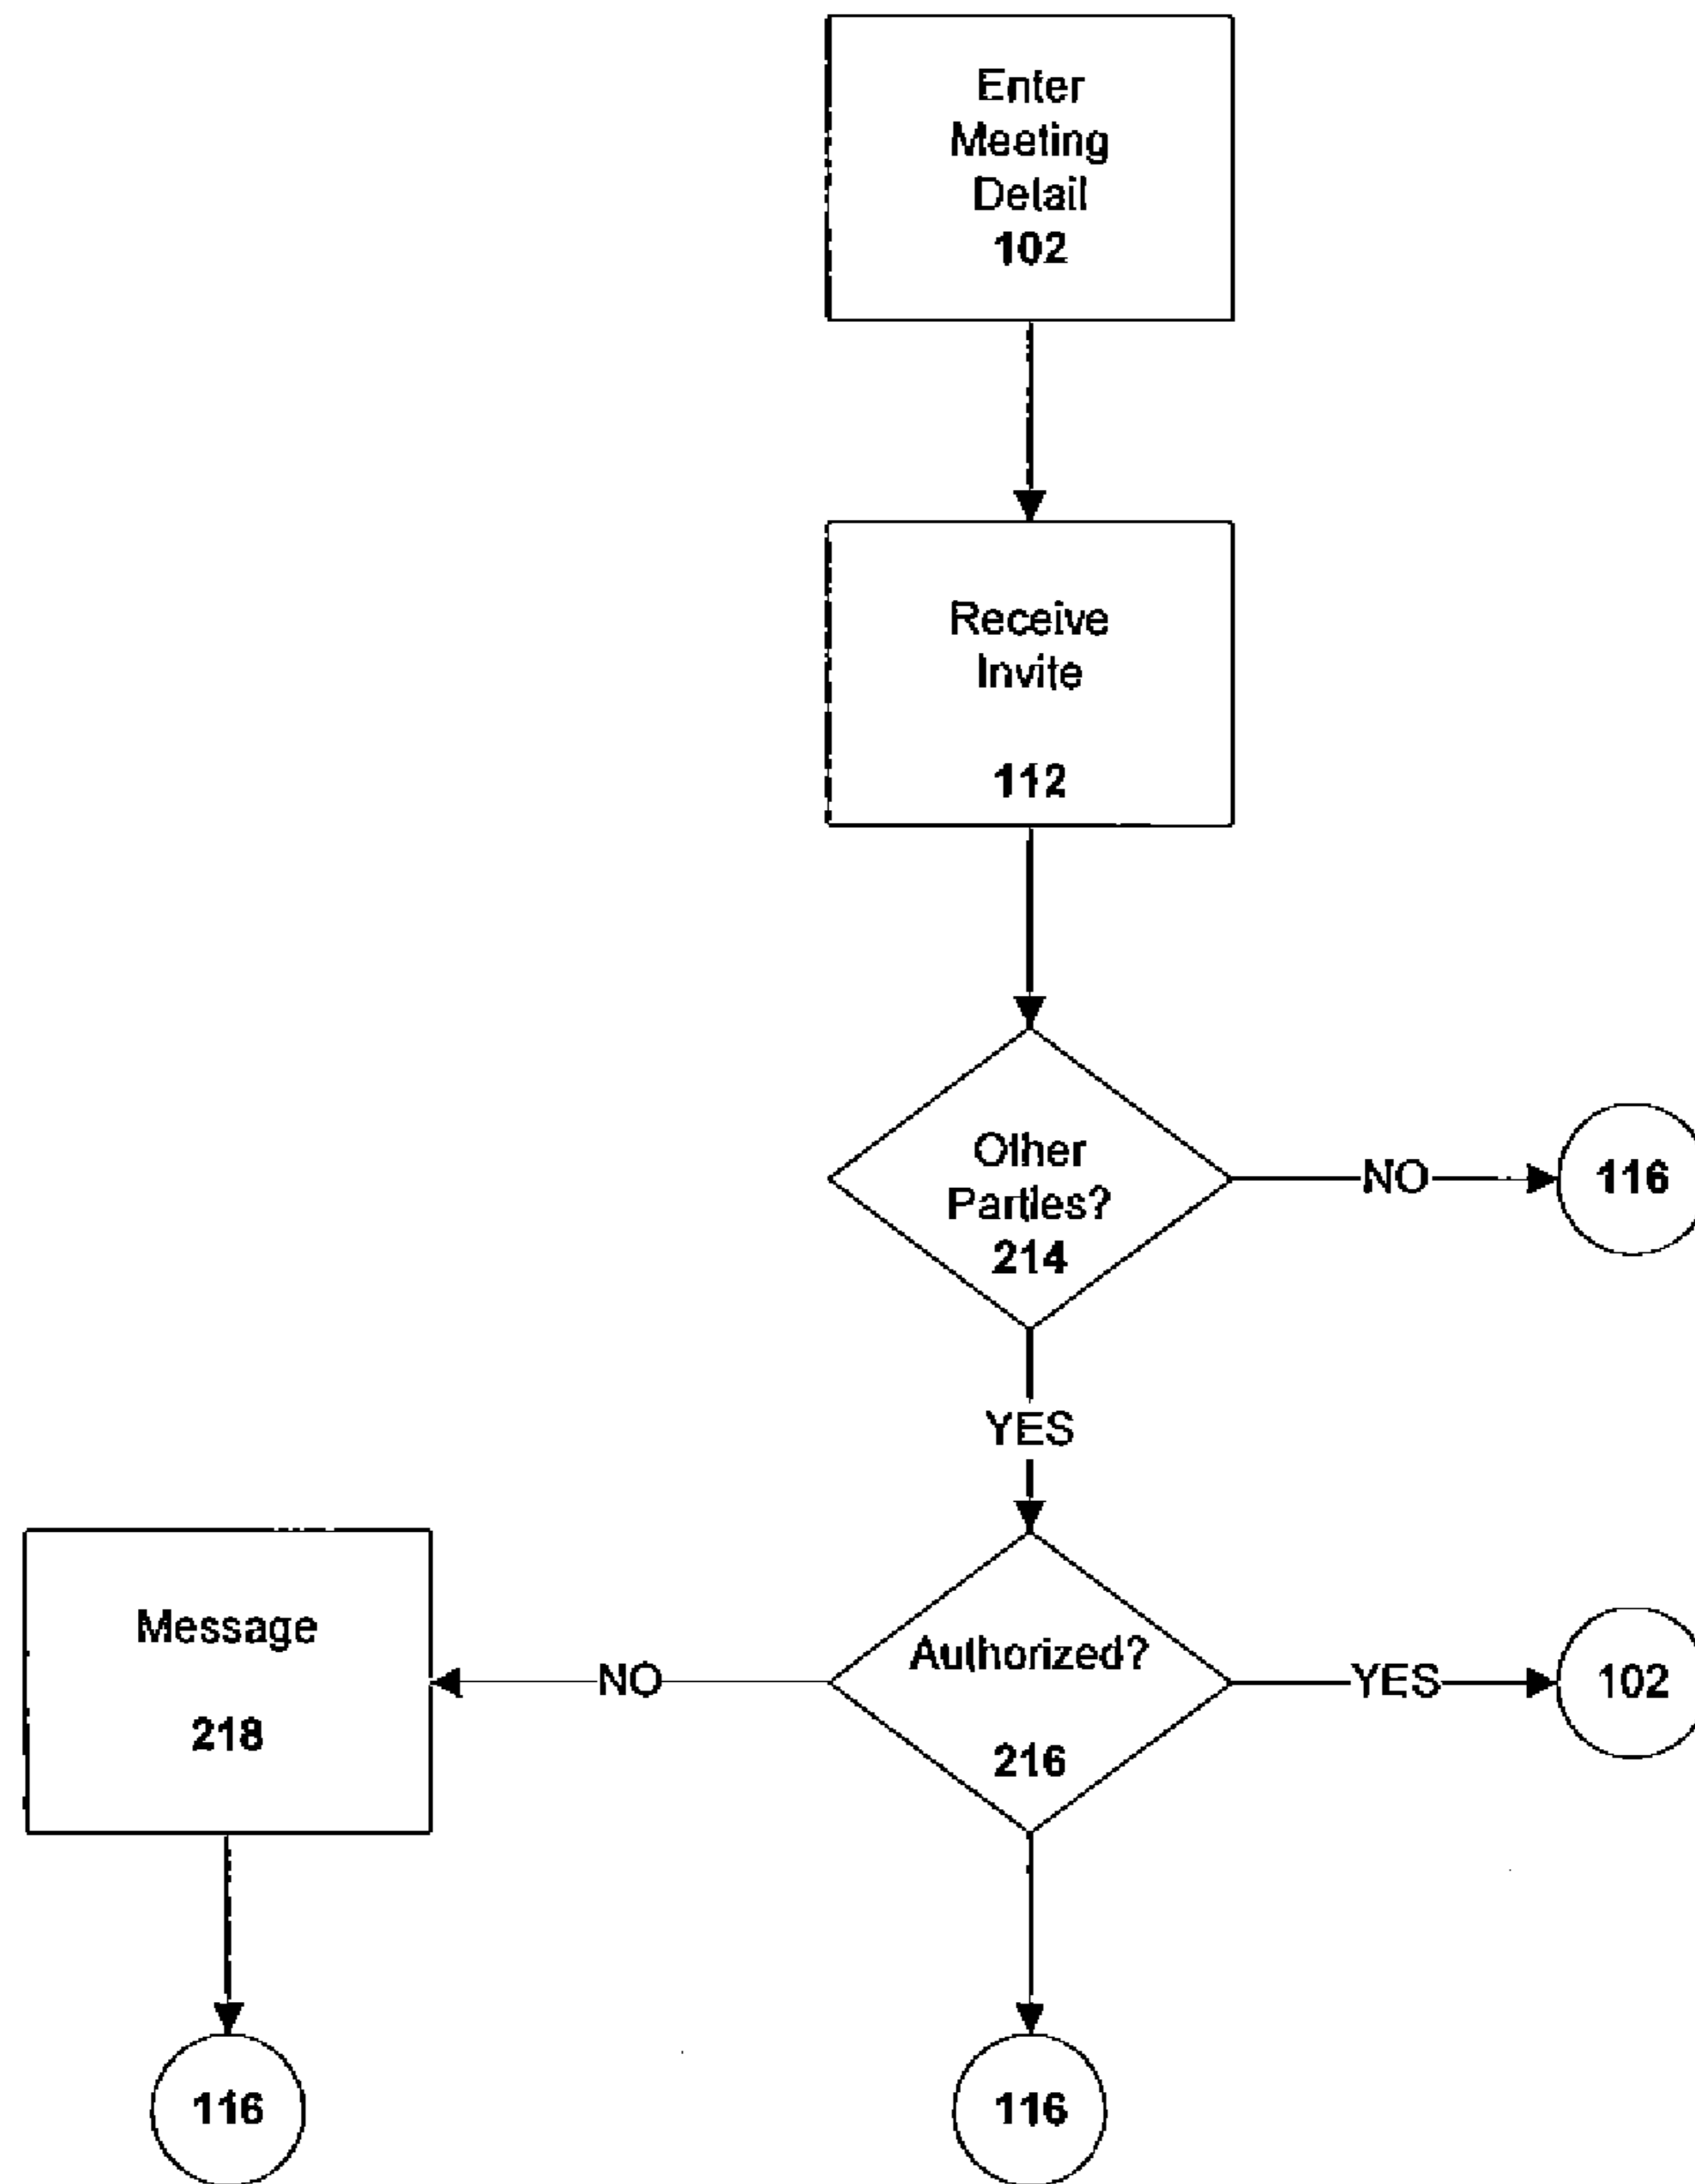 Enter
Meeting
Detail
102
Receive
Invite
112
Other
Parties?
214
NO
116
YES
Message
218
NO
Authorized?
216
YES
102
116
116